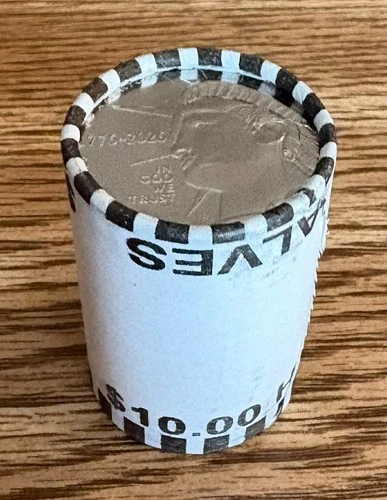 1776-2026
IN
GOD
WE
TRUST
HALVES
$10.00 H